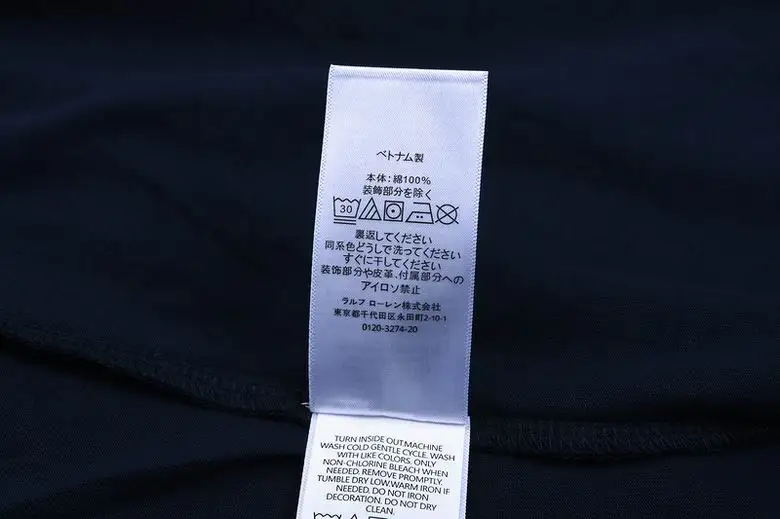 ベトナム製
本体：綿100%
装飾部分を除く
30
裏返してください
同系色どうしで洗ってください
すぐに干してください
装飾部分や皮革、付属部分への
アイロソ禁止
ラルフ ローレン株式会社
東京都千代田区永田町2-10-1
0120-3274-20
TURN INSIDE OUT.MACHINE
WASH COLD GENTLE CYCLE. WASH
WITH LIKE COLORS. ONLY
NON-CHLORINE BLEACH WHEN
NEEDED. REMOVE PROMPTLY.
TUMBLE DRY LOW.WARM IRON IF
NEEDED. DO NOT IRON
DECORATION. DO NOT DRY
CLEAN.